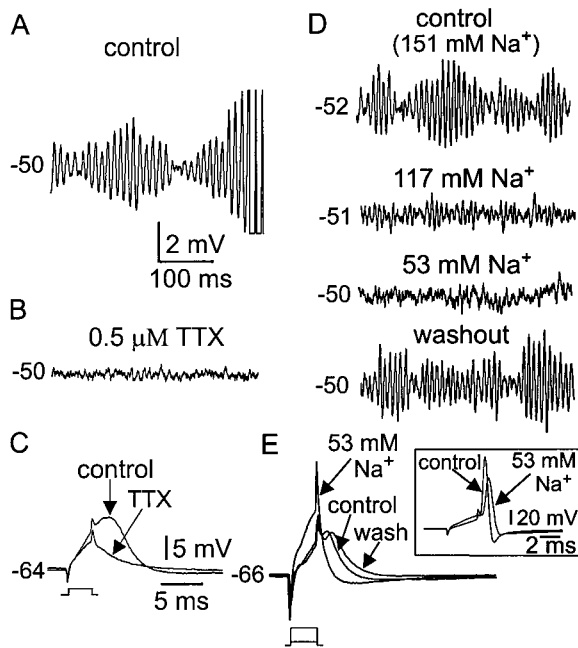 A
control
-50
2 mV
100 ms
B
0.5 µM TTX
-50
C
control
TTX
-64
5 mV
5 ms
D
control
(151 mM Na⁺)
-52
117 mM Na⁺
-51
53 mM Na⁺
-50
washout
-50
E
53 mM
Na⁺
control
wash
-66
control
53 mM
Na⁺
20 mV
2 ms